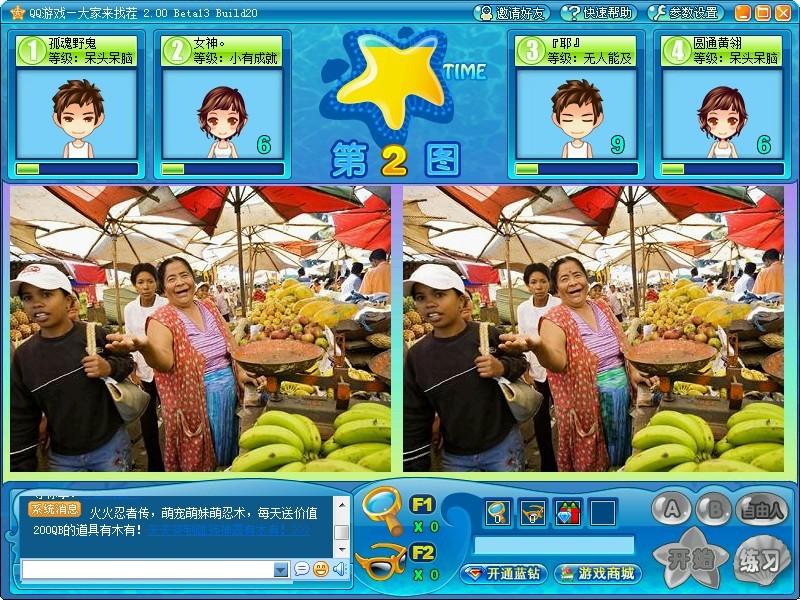 QQ游戏-大家来找茬 2.00 Beta13 Build20
邀请好友
快速帮助
参数设置
1
孤魂野鬼
等级: 呆头呆脑
2
女神。
等级: 小有成就
6
TIME
第2图
3
『耶』
等级: 无人能及
9
4
圆通黄翎
等级: 呆头呆脑
6
系统消息
火火忍者传，萌宠萌妹萌忍术，每天送价值
200QB的道具有木有!
F1
X 0
F2
X 0
0
0
开通蓝钻
游戏商城
A
B
自由人
开始
练习